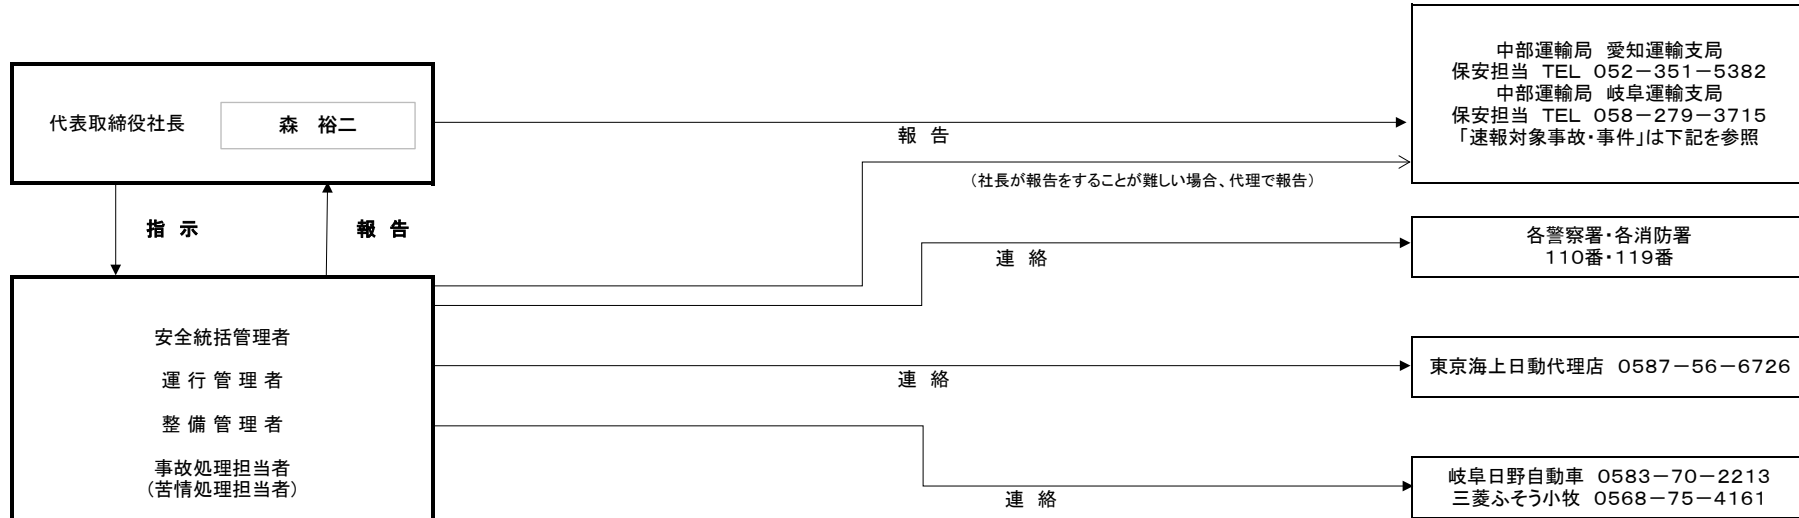 中部運輸局　愛知運輸支局
保安担当　TEL　052－351－5382
中部運輸局　岐阜運輸支局
保安担当　TEL　058－279－3715
「速報対象事故・事件」は下記を参照
代表取締役社長　森　裕二
報 告
（社長が報告をすることが難しい場合、代理で報告）
指 示　報 告
各警察署・各消防署
110番・119番
連 絡
安全統括管理者
運 行 管 理 者
整 備 管 理 者
事故処理担当者
（苦情処理担当者）
東京海上日動代理店　0587－56－6726
連 絡
岐阜日野自動車　0583－70－2213
三菱ふそう小牧　0568－75－4161
連 絡